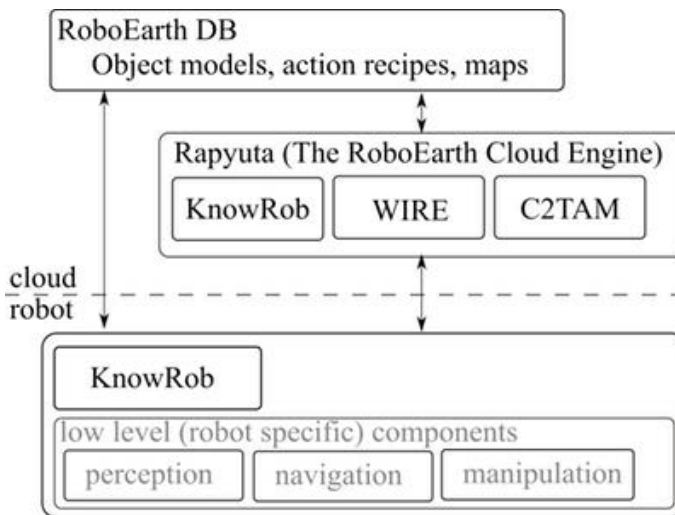 RoboEarth DB
Object models, action recipes, maps
Rapyuta (The RoboEarth Cloud Engine)
KnowRob WIRE C2TAM
cloud
robot
KnowRob
low level (robot specific) components
perception navigation manipulation